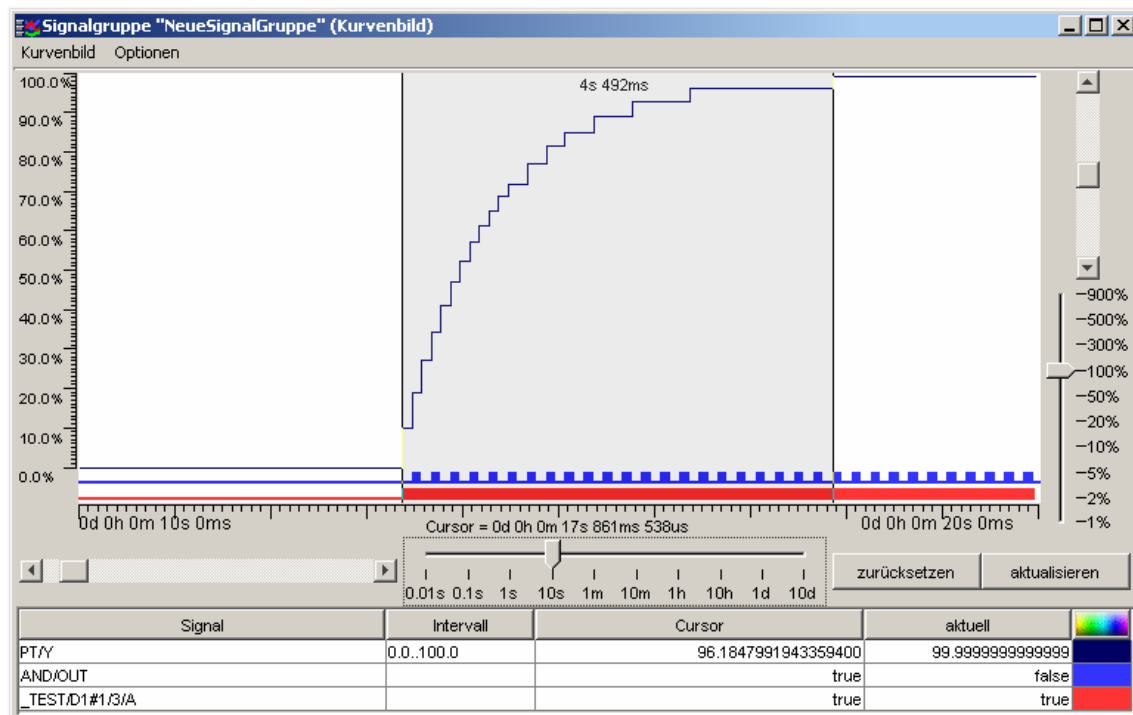 Signalgruppe "NeueSignalGruppe" (Kurvenbild)
Kurvenbild Optionen
100.0%
4s 492ms
90.0%
80.0%
70.0%
60.0%
50.0%
40.0%
30.0%
20.0%
10.0%
0.0%
900%
500%
300%
100%
50%
20%
10%
5%
2%
1%
0d 0h 0m 10s 0ms
Cursor = 0d 0h 0m 17s 861ms 538us
0d 0h 0m 20s 0ms
0.01s 0.1s 1s 10s 1m 10m 1h 10h 1d 10d
zurücksetzen aktualisieren
Signal Intervall Cursor aktuell
PT/Y 0.0..100.0 96.1847991943359400 99.9999999999999
AND/OUT true false
_TEST/D1#1/3/A true true